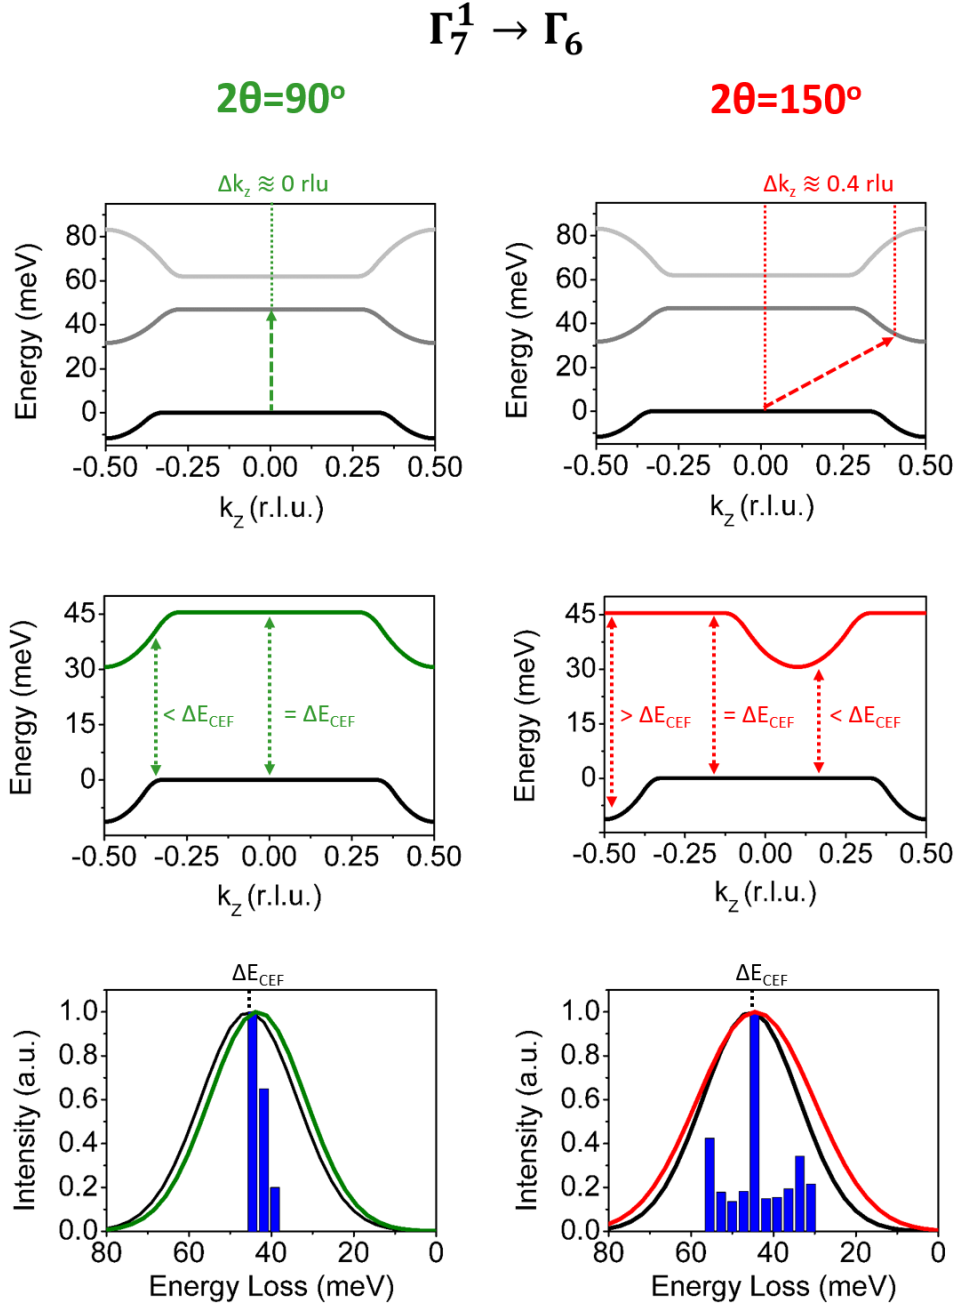 Γ₇¹ → Γ₆
2θ=90° 2θ=150°
Δk_z ≋ 0 rlu Δk_z ≋ 0.4 rlu
Energy (meV)
80
60
40
20
0
-0.50 -0.25 0.00 0.25 0.50
k_z (r.l.u.)
Energy (meV)
80
60
40
20
0
-0.50 -0.25 0.00 0.25 0.50
k_z (r.l.u.)
Energy (meV)
45
30
15
0
< ΔE_CEF = ΔE_CEF
-0.50 -0.25 0.00 0.25 0.50
k_z (r.l.u.)
Energy (meV)
45
30
15
0
> ΔE_CEF = ΔE_CEF < ΔE_CEF
-0.50 -0.25 0.00 0.25 0.50
k_z (r.l.u.)
ΔE_CEF
Intensity (a.u.)
1.0
0.8
0.6
0.4
0.2
0.0
80 60 40 20 0
Energy Loss (meV)
ΔE_CEF
Intensity (a.u.)
1.0
0.8
0.6
0.4
0.2
0.0
80 60 40 20 0
Energy Loss (meV)